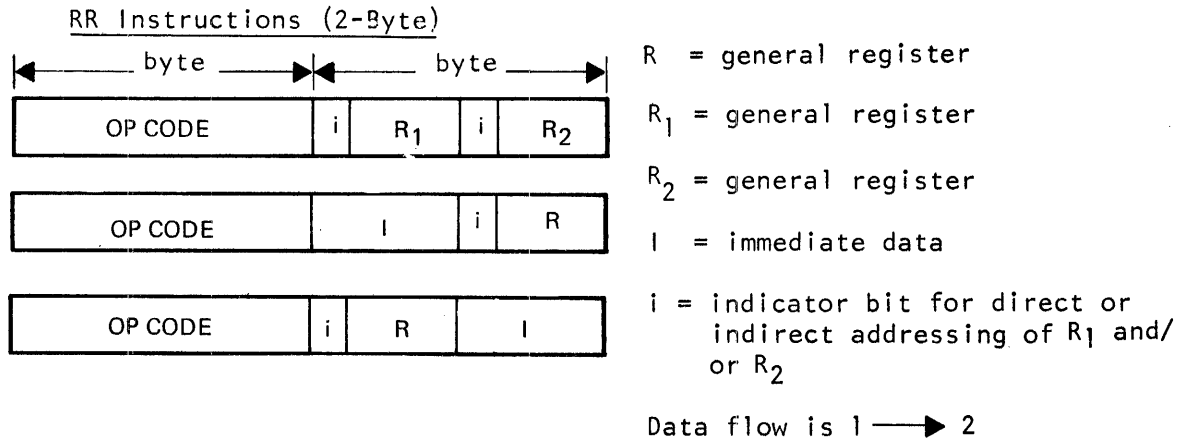 RR Instructions (2-Byte)
byte byte
OP CODE i R1 i R2
OP CODE I i R
OP CODE i R I
R = general register
R1 = general register
R2 = general register
I = immediate data
i = indicator bit for direct or
indirect addressing of R1 and/
or R2
Data flow is 1 → 2